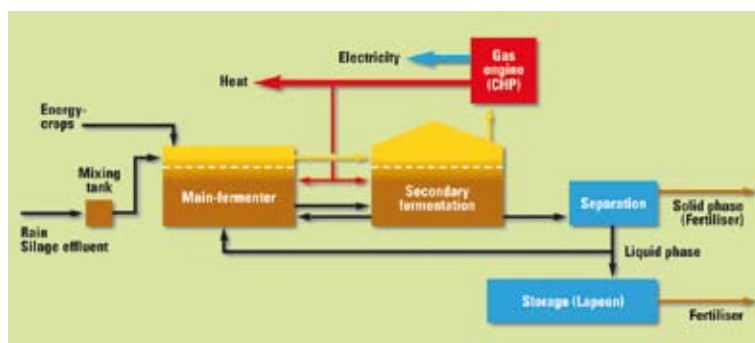 Electricity
Gas
engine
(CHP)
Heat
Energy-
crops
Mixing
tank
Main-fermenter
Secondary
fermentation
Separation
Solid phase
(Fertiliser)
Rain
Silage effluent
Liquid phase
Storage (Lapoon)
Fertiliser